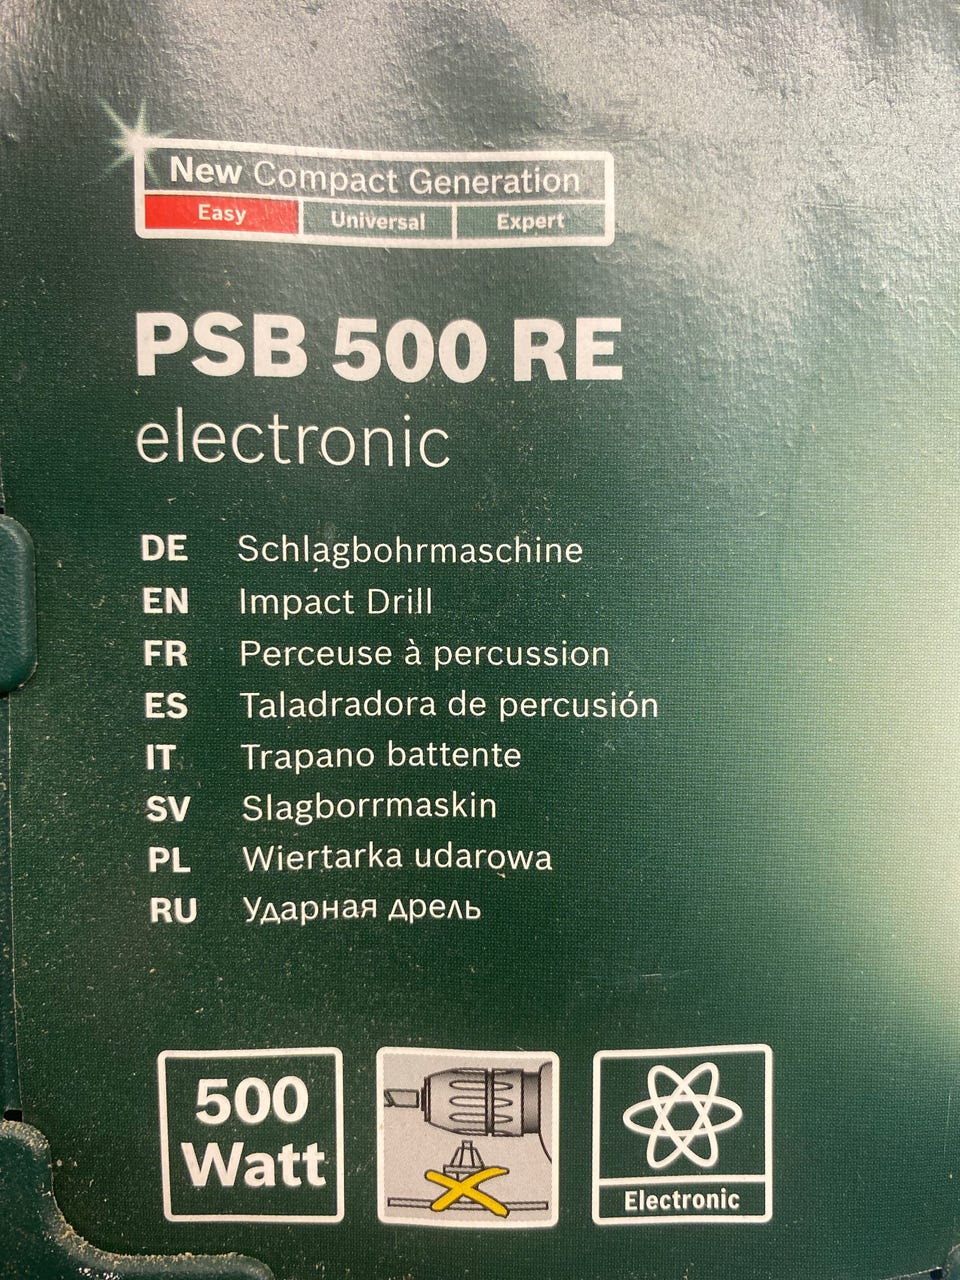 New Compact Generation
Easy Universal Expert
PSB 500 RE
electronic
DE Schlagbohrmaschine
EN Impact Drill
FR Perceuse à percussion
ES Taladradora de percusión
IT Trapano battente
SV Slagborrmaskin
PL Wiertarka udarowa
RU Ударная дрель
500
Watt
Electronic